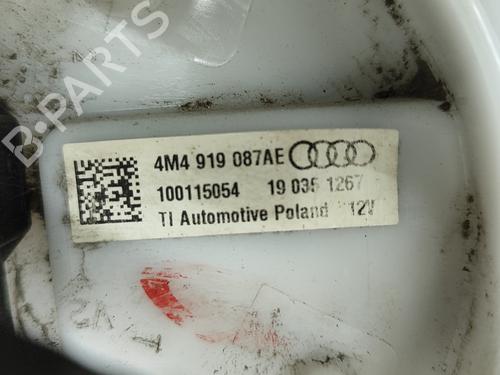 B-PARTS
4M4 919 087AE
100115054 19 035 1267
TI Automotive Poland 12V